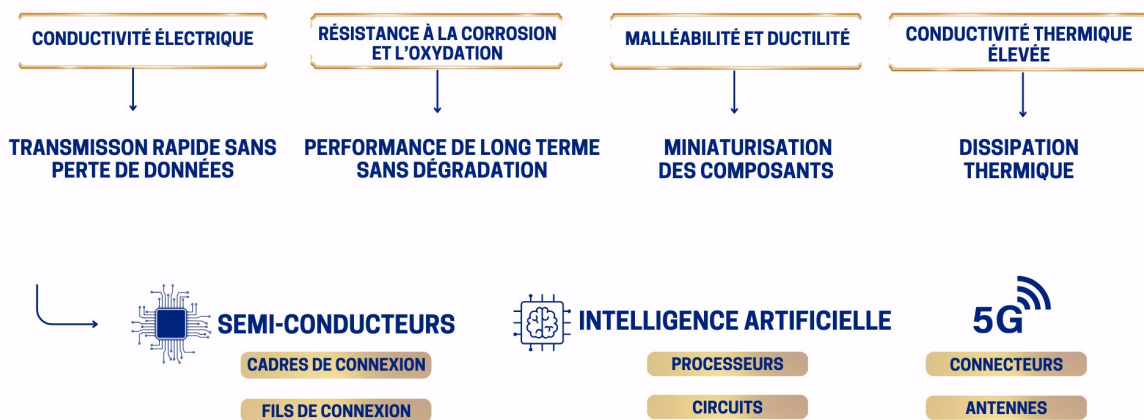 CONDUCTIVITÉ ÉLECTRIQUE
RÉSISTANCE À LA CORROSION
ET L'OXYDATION
MALLÉABILITÉ ET DUCTILITÉ
CONDUCTIVITÉ THERMIQUE
ÉLEVÉE
TRANSMISSON RAPIDE SANS
PERTE DE DONNÉES
PERFORMANCE DE LONG TERME
SANS DÉGRADATION
MINIATURISATION
DES COMPOSANTS
DISSIPATION
THERMIQUE
SEMI-CONDUCTEURS
CADRES DE CONNEXION
FILS DE CONNEXION
INTELLIGENCE ARTIFICIELLE
PROCESSEURS
CIRCUITS
5G
CONNECTEURS
ANTENNES